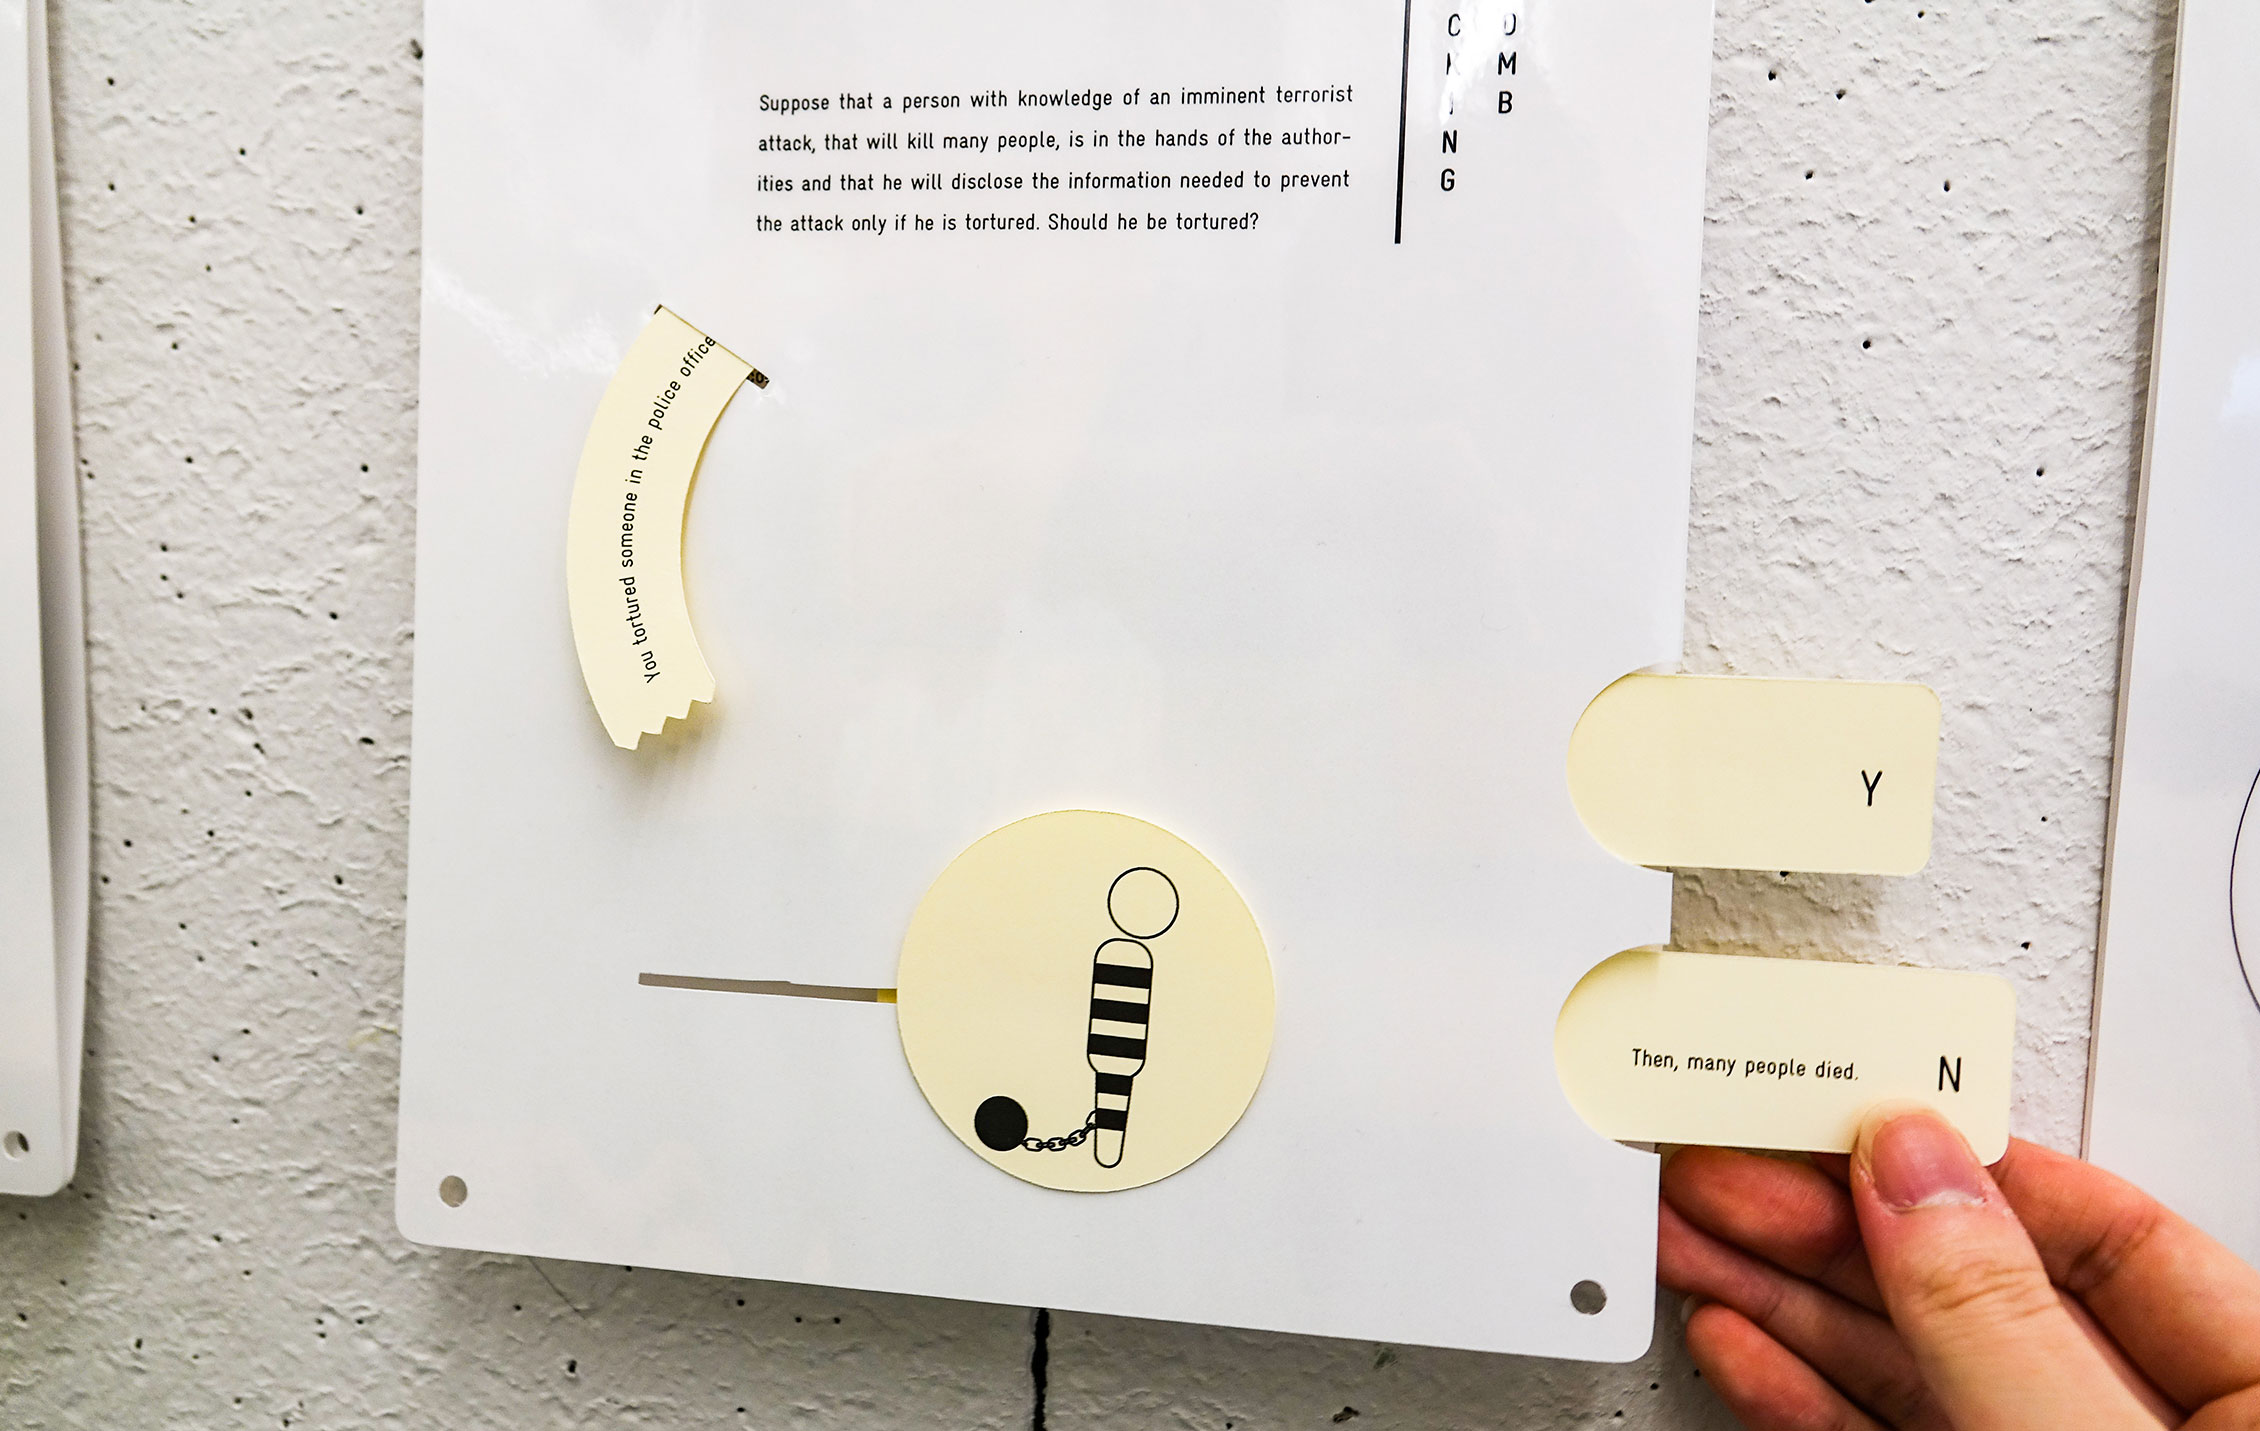 Suppose that a person with knowledge of an imminent terrorist
attack, that will kill many people, is in the hands of the author-
ities and that he will disclose the information needed to prevent
the attack only if he is tortured. Should he be tortured?
C
K
I
N
G
O
M
B
You tortured someone in the police office
Y
Then, many people died.
N